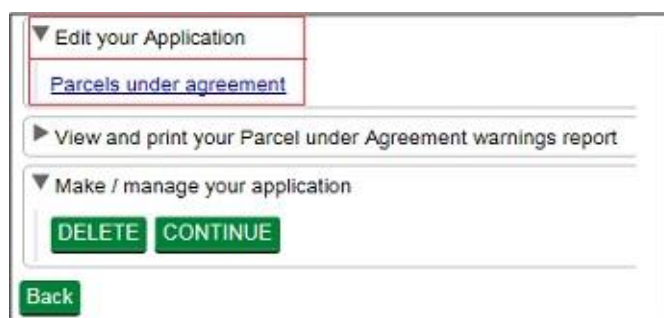 Edit your Application
Parcels under agreement
View and print your Parcel under Agreement warnings report
Make / manage your application
DELETE CONTINUE
Back